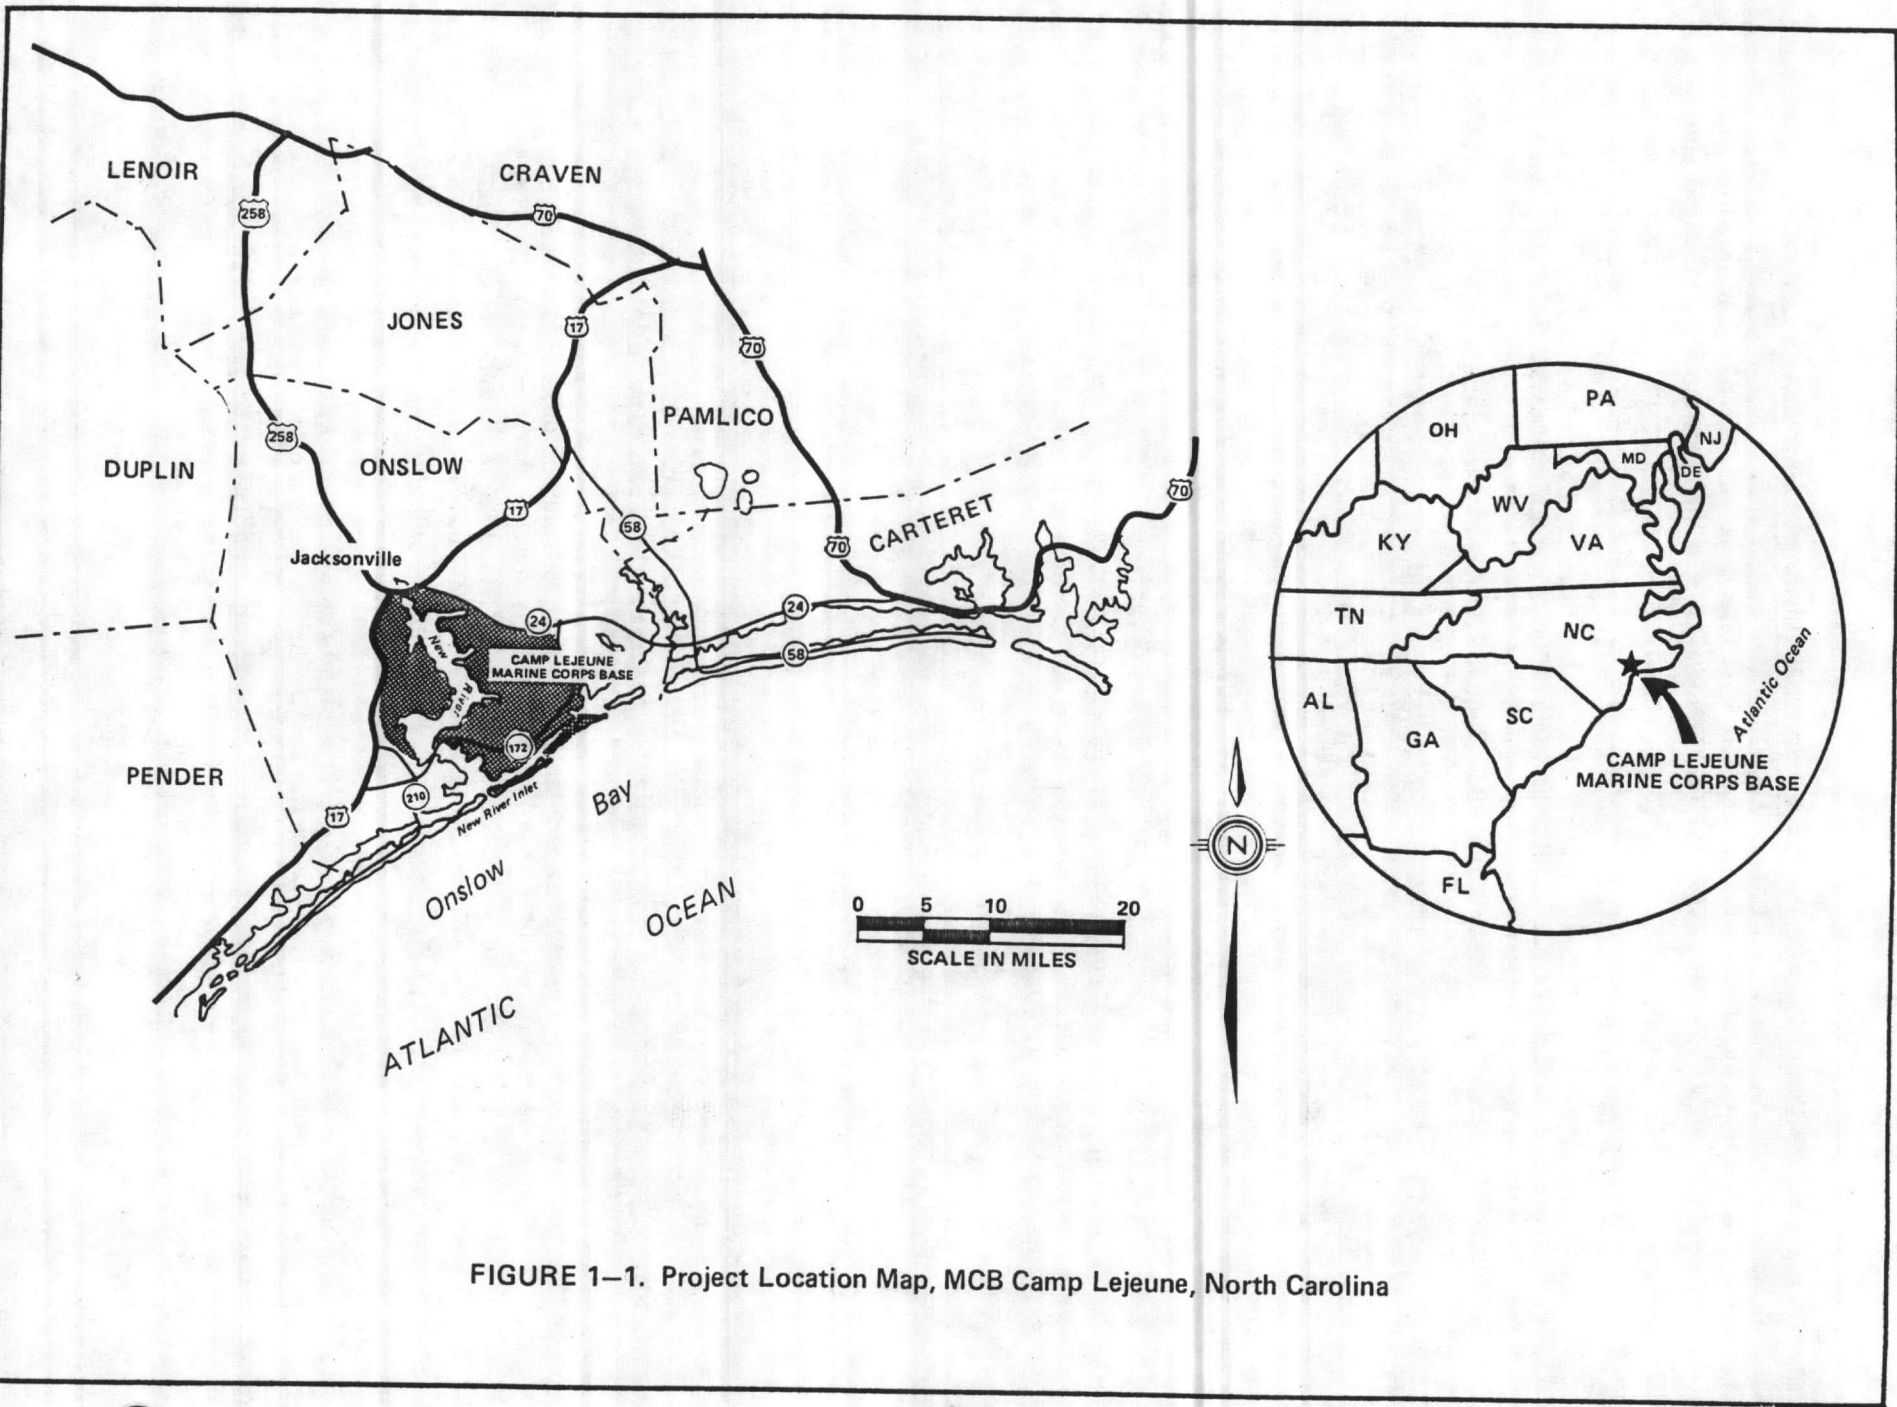 LENOIR
CRAVEN
258
70
JONES
17
70
PAMLICO
258
ONSLOW
DUPLIN
17
58
70
CARTERET
70
Jacksonville
24
24
58
New
River
CAMP LEJEUNE
MARINE CORPS BASE
172
PENDER
210
17
New River Inlet
Onslow
Bay
ATLANTIC
OCEAN
0 5 10 20
SCALE IN MILES
N
PA
OH
NJ
MD
DE
WV
VA
KY
TN
NC
AL
GA
SC
FL
Atlantic Ocean
CAMP LEJEUNE
MARINE CORPS BASE
FIGURE 1–1. Project Location Map, MCB Camp Lejeune, North Carolina